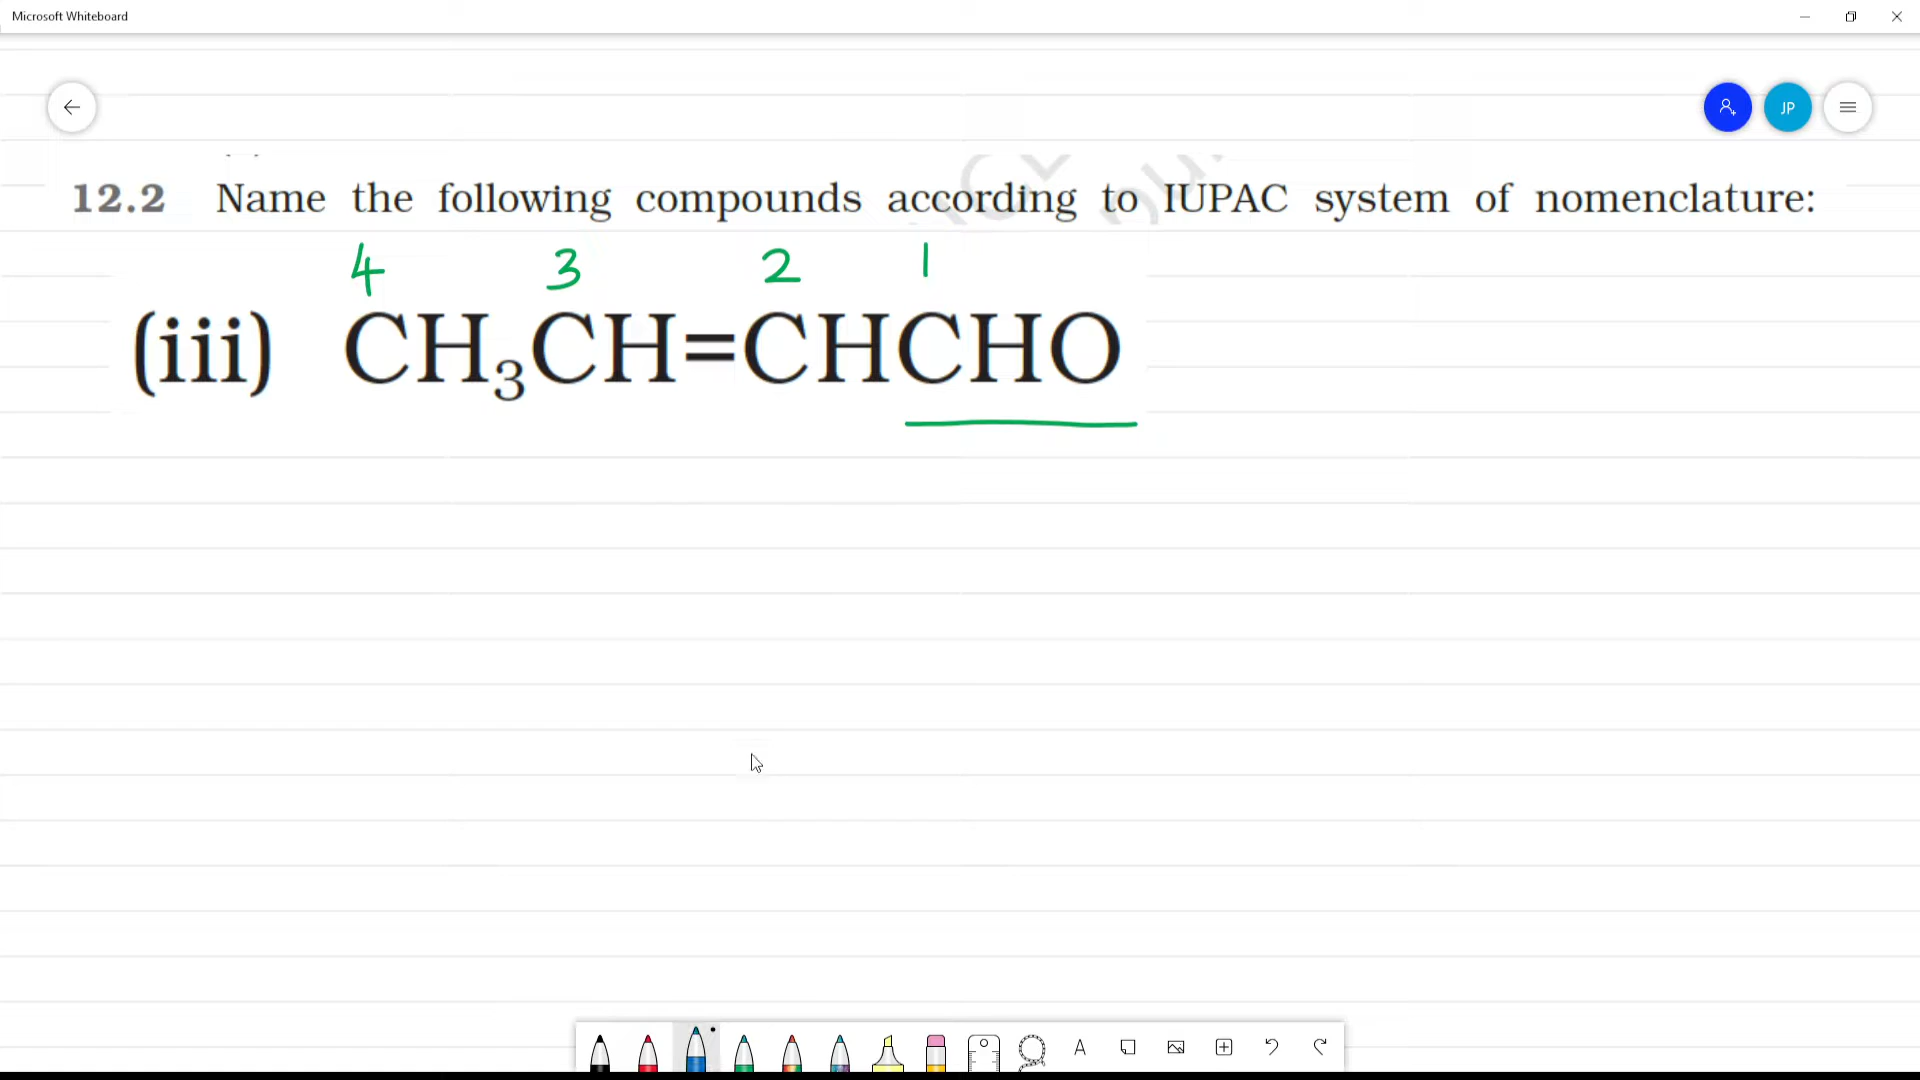 Microsoft Whiteboard
JP
12.2 Name the following compounds according to IUPAC system of nomenclature:
4 3 2 1
(iii) CH₃CH=CHCHO
A